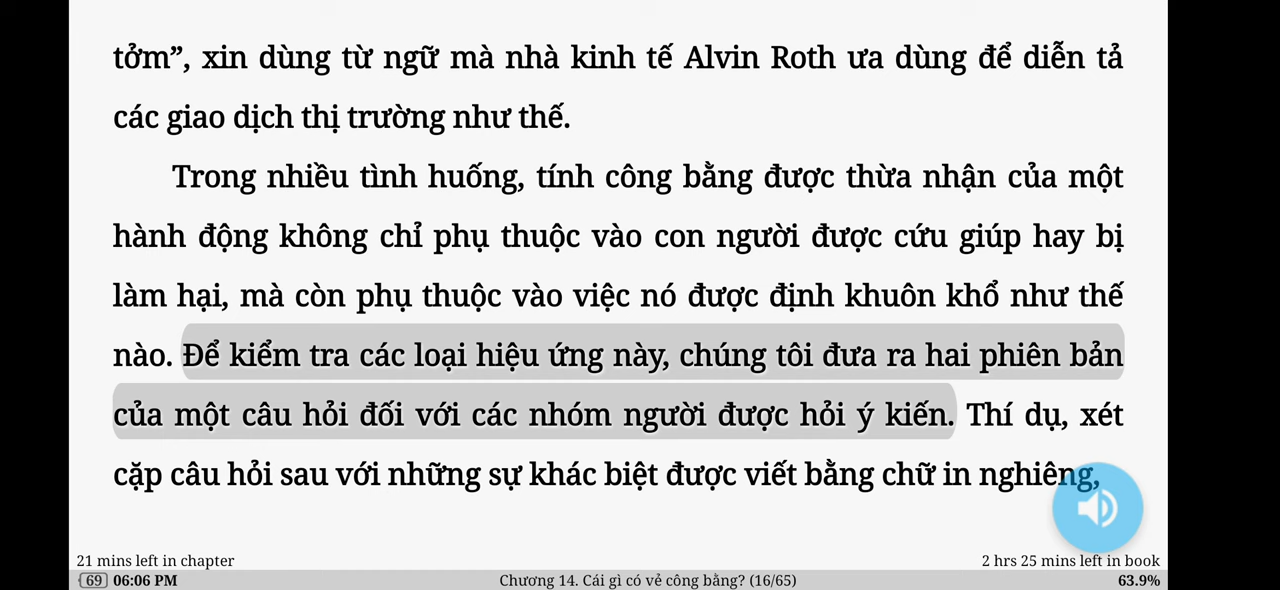 tởm”, xin dùng từ ngữ mà nhà kinh tế Alvin Roth ưa dùng để diễn tả
các giao dịch thị trường như thế.
Trong nhiều tình huống, tính công bằng được thừa nhận của một
hành động không chỉ phụ thuộc vào con người được cứu giúp hay bị
làm hại, mà còn phụ thuộc vào việc nó được định khuôn khổ như thế
nào. Để kiểm tra các loại hiệu ứng này, chúng tôi đưa ra hai phiên bản
của một câu hỏi đối với các nhóm người được hỏi ý kiến. Thí dụ, xét
cặp câu hỏi sau với những sự khác biệt được viết bằng chữ in nghiêng,
21 mins left in chapter
2 hrs 25 mins left in book
69 06:06 PM
Chương 14. Cái gì có vẻ công bằng? (16/65)
63.9%